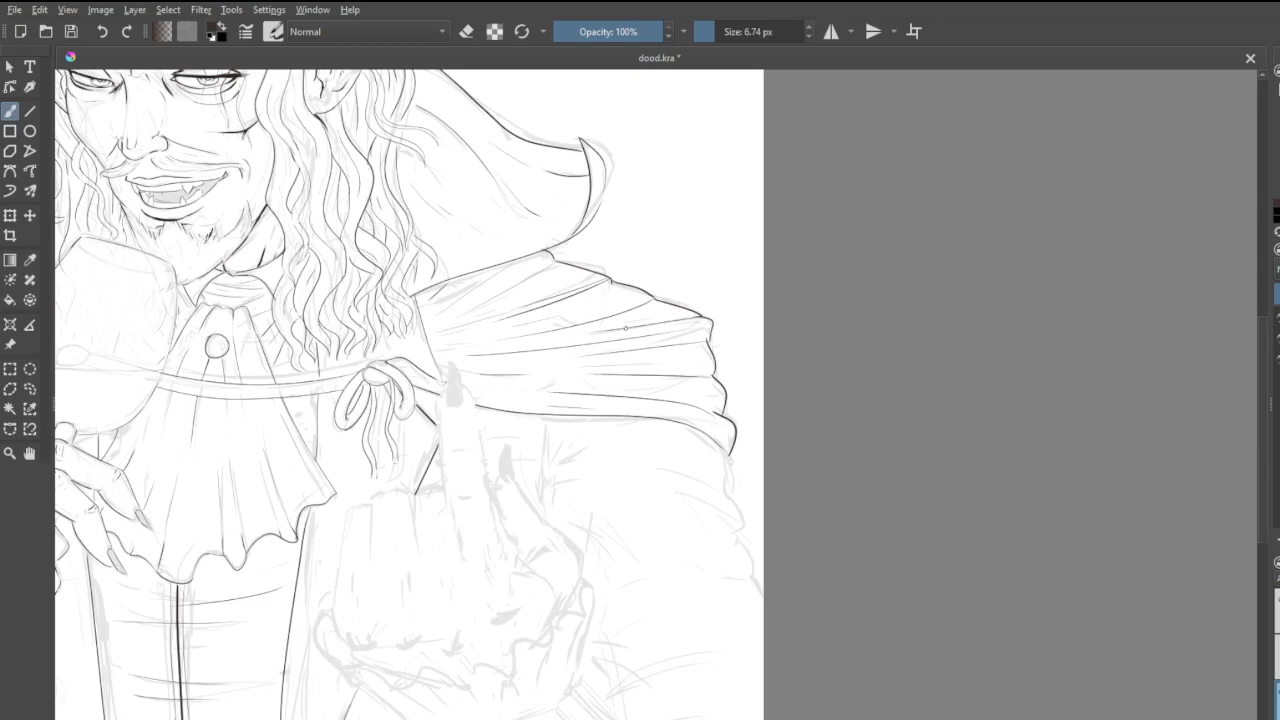 File Edit View Image Layer Select Filter Tools Settings Window Help
Normal Opacity: 100% Size: 6.74 px
dood.kra *